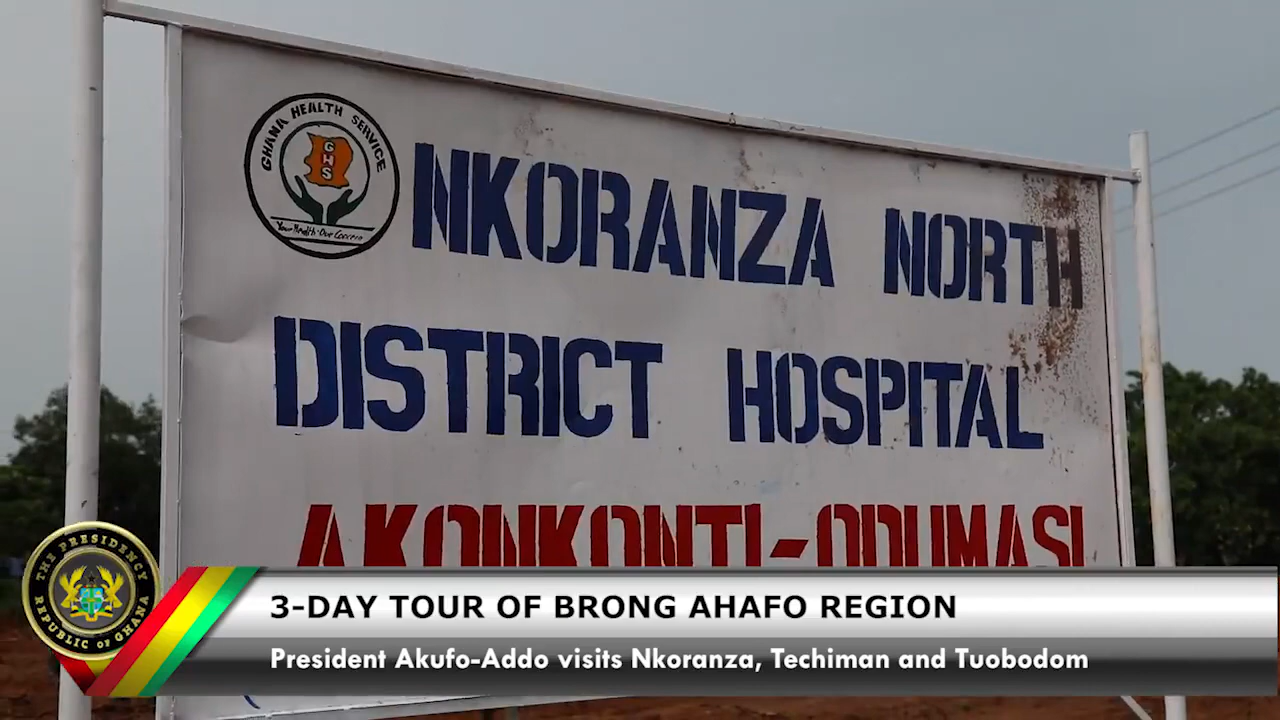 GHANA HEALTH SERVICE
GHS
Your Health - Our Concern
NKORANZA NORTH
DISTRICT HOSPITAL
AKONKONTI-ODUMASI
THE PRESIDENCY
REPUBLIC OF GHANA
3-DAY TOUR OF BRONG AHAFO REGION
President Akufo-Addo visits Nkoranza, Techiman and Tuobodom